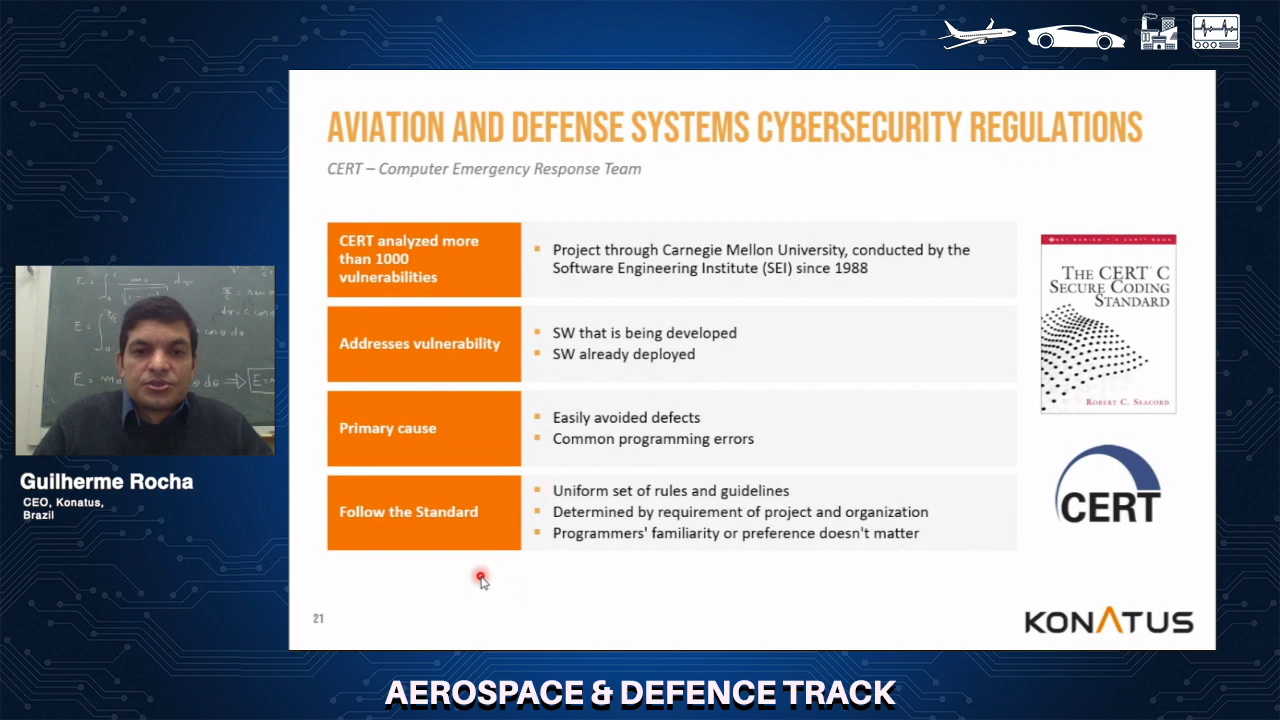 AVIATION AND DEFENSE SYSTEMS CYBERSECURITY REGULATIONS
CERT – Computer Emergency Response Team
CERT analyzed more
than 1000
vulnerabilities
▪ Project through Carnegie Mellon University, conducted by the
Software Engineering Institute (SEI) since 1988
Addresses vulnerability
▪ SW that is being developed
▪ SW already deployed
Primary cause
▪ Easily avoided defects
▪ Common programming errors
Follow the Standard
▪ Uniform set of rules and guidelines
▪ Determined by requirement of project and organization
▪ Programmers' familiarity or preference doesn't matter
THE CERT C
SECURE CODING
STANDARD
ROBERT C. SEACORD
CERT
21
KONATUS
Guilherme Rocha
CEO, Konatus,
Brazil
AEROSPACE & DEFENCE TRACK